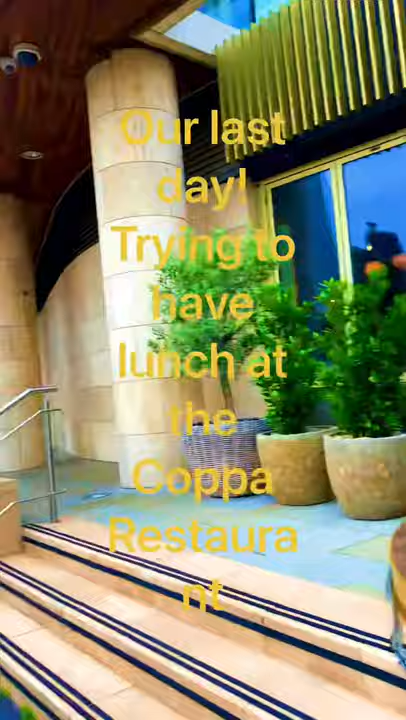 Our last
day!
Trying to
have
lunch at
the
Coppa
Restaura
nt